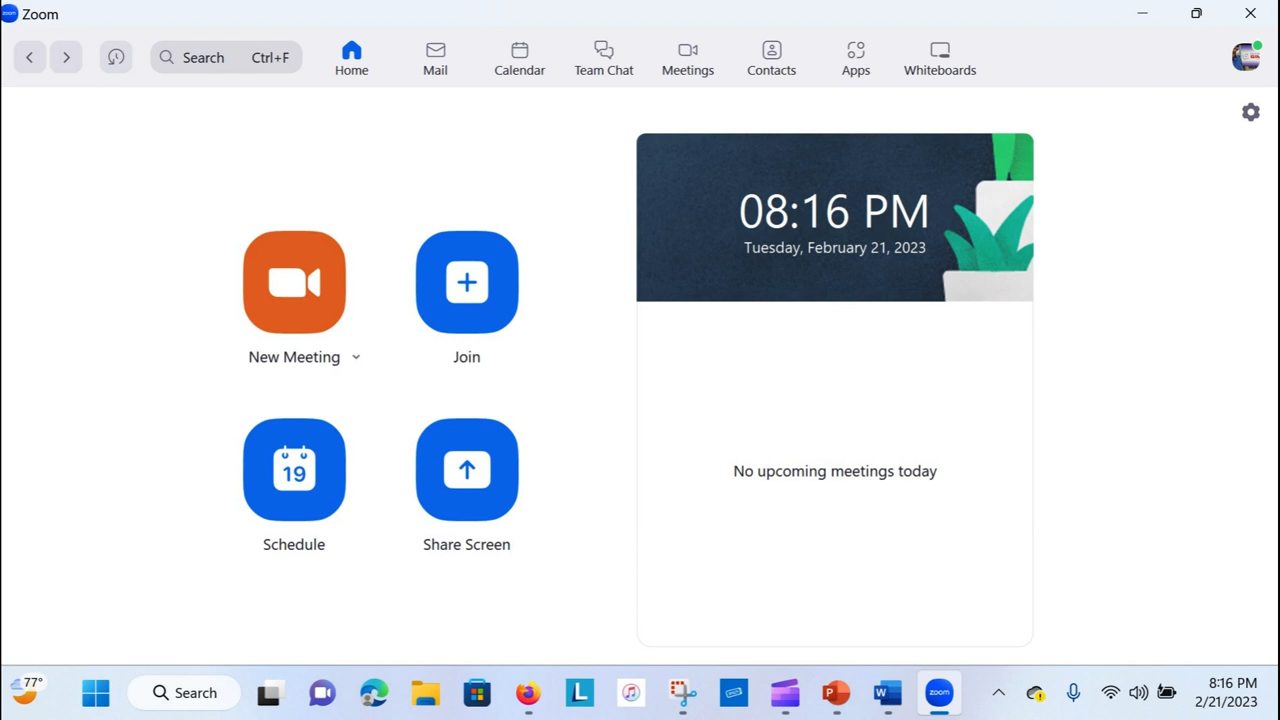 zoom Zoom
Search Ctrl+F
Home
Mail
Calendar
Team Chat
Meetings
Contacts
Apps
Whiteboards
08:16 PM
Tuesday, February 21, 2023
New Meeting
Join
19
Schedule
Share Screen
No upcoming meetings today
77°
Search
L
P
W
zoom
8:16 PM
2/21/2023